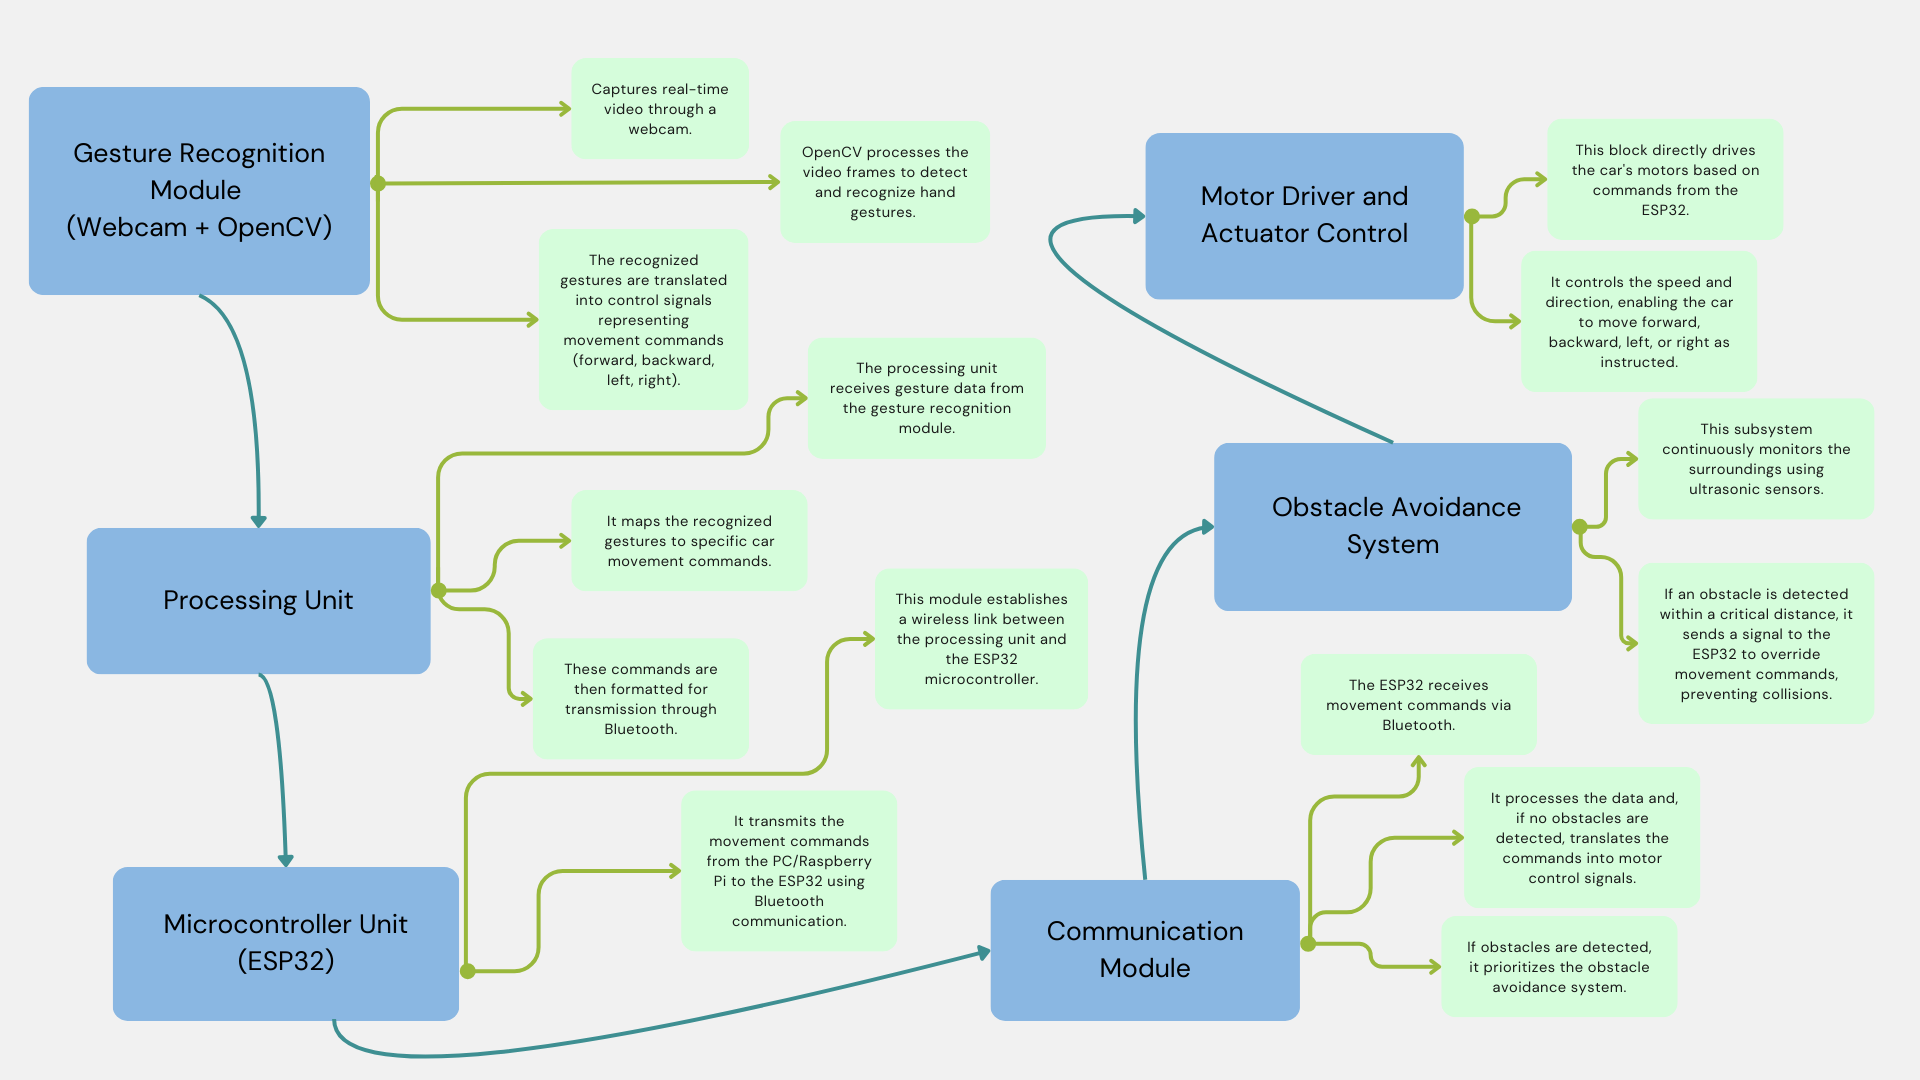 Gesture Recognition
Module
(Webcam + OpenCV)
Captures real-time
video through a
webcam.
OpenCV processes the
video frames to detect
and recognize hand
gestures.
The recognized
gestures are translated
into control signals
representing
movement commands
(forward, backward,
left, right).
Processing Unit
The processing unit
receives gesture data from
the gesture recognition
module.
It maps the recognized
gestures to specific car
movement commands.
These commands are
then formatted for
transmission through
Bluetooth.
Microcontroller Unit
(ESP32)
This module establishes
a wireless link between
the processing unit and
the ESP32
microcontroller.
It transmits the
movement commands
from the PC/Raspberry
Pi to the ESP32 using
Bluetooth
communication.
Communication
Module
The ESP32 receives
movement commands via
Bluetooth.
It processes the data and,
if no obstacles are
detected, translates the
commands into motor
control signals.
If obstacles are detected,
it prioritizes the obstacle
avoidance system.
Obstacle Avoidance
System
This subsystem
continuously monitors the
surroundings using
ultrasonic sensors.
If an obstacle is detected
within a critical distance, it
sends a signal to the
ESP32 to override
movement commands,
preventing collisions.
Motor Driver and
Actuator Control
This block directly drives
the car's motors based on
commands from the
ESP32.
It controls the speed and
direction, enabling the car
to move forward,
backward, left, or right as
instructed.